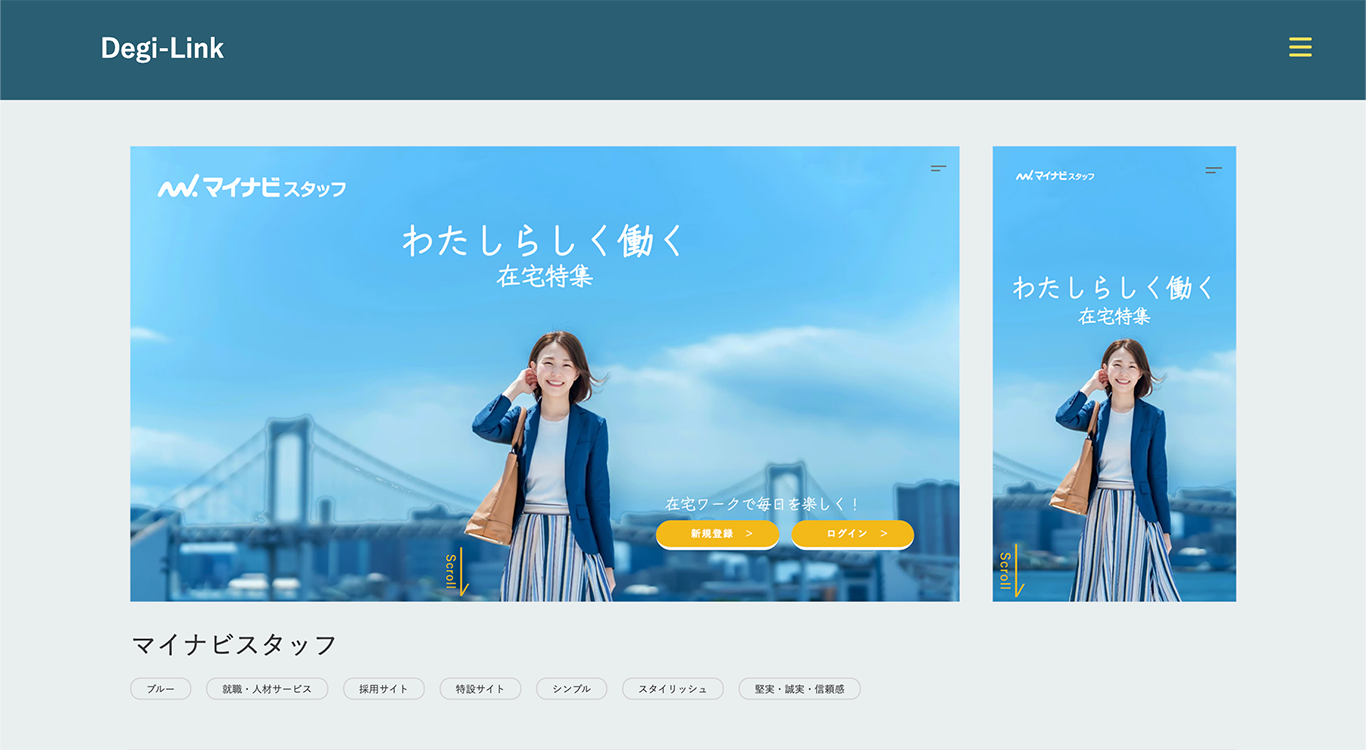 Degi-Link
マイナビスタッフ
わたしらしく働く
在宅特集
在宅ワークで毎日を楽しく！
新規登録 >
ログイン >
Scroll
マイナビスタッフ
わたしらしく働く
在宅特集
Scroll
マイナビスタッフ
ブルー
就職・人材サービス
採用サイト
特設サイト
シンプル
スタイリッシュ
堅実・誠実・信頼感